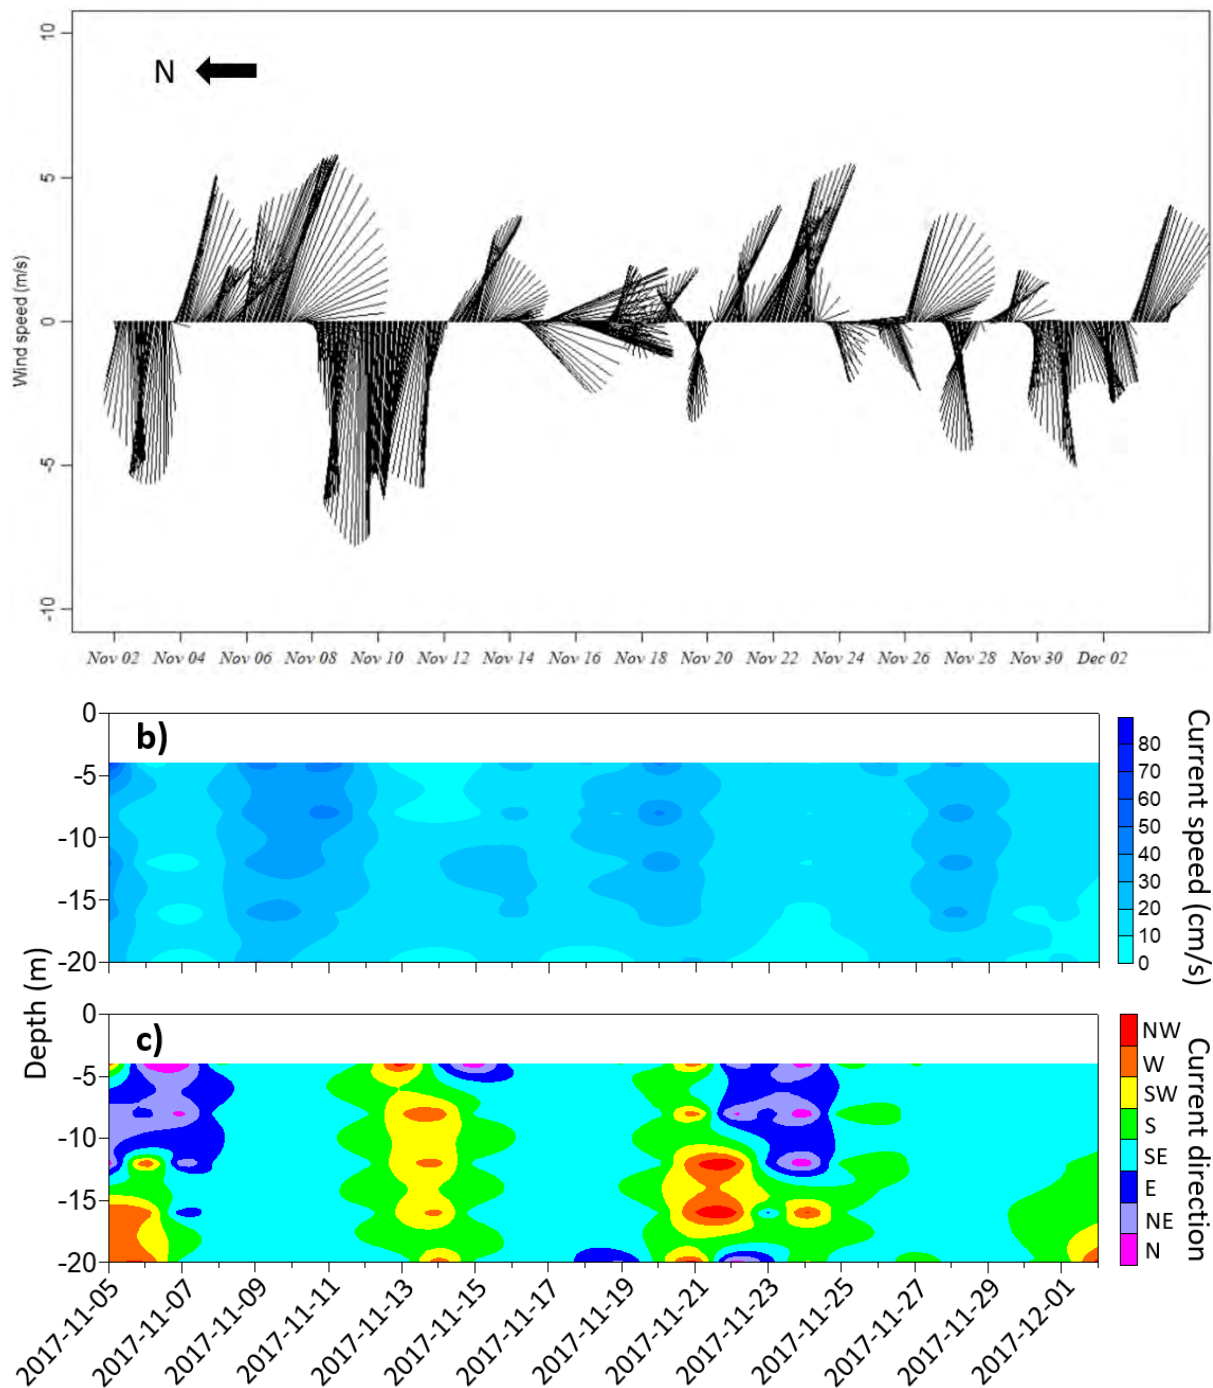 10
5
0
-5
-10
Wind speed (m/s)
N
Nov 02 Nov 04 Nov 06 Nov 08 Nov 10 Nov 12 Nov 14 Nov 16 Nov 18 Nov 20 Nov 22 Nov 24 Nov 26 Nov 28 Nov 30 Dec 02
b)
0
-5
-10
-15
-20
80
70
60
50
40
30
20
10
0
Current speed (cm/s)
Depth (m)
c)
0
-5
-10
-15
-20
NW
W
SW
S
SE
E
NE
N
Current direction
2017-11-05 2017-11-07 2017-11-09 2017-11-11 2017-11-13 2017-11-15 2017-11-17 2017-11-19 2017-11-21 2017-11-23 2017-11-25 2017-11-27 2017-11-29 2017-12-01